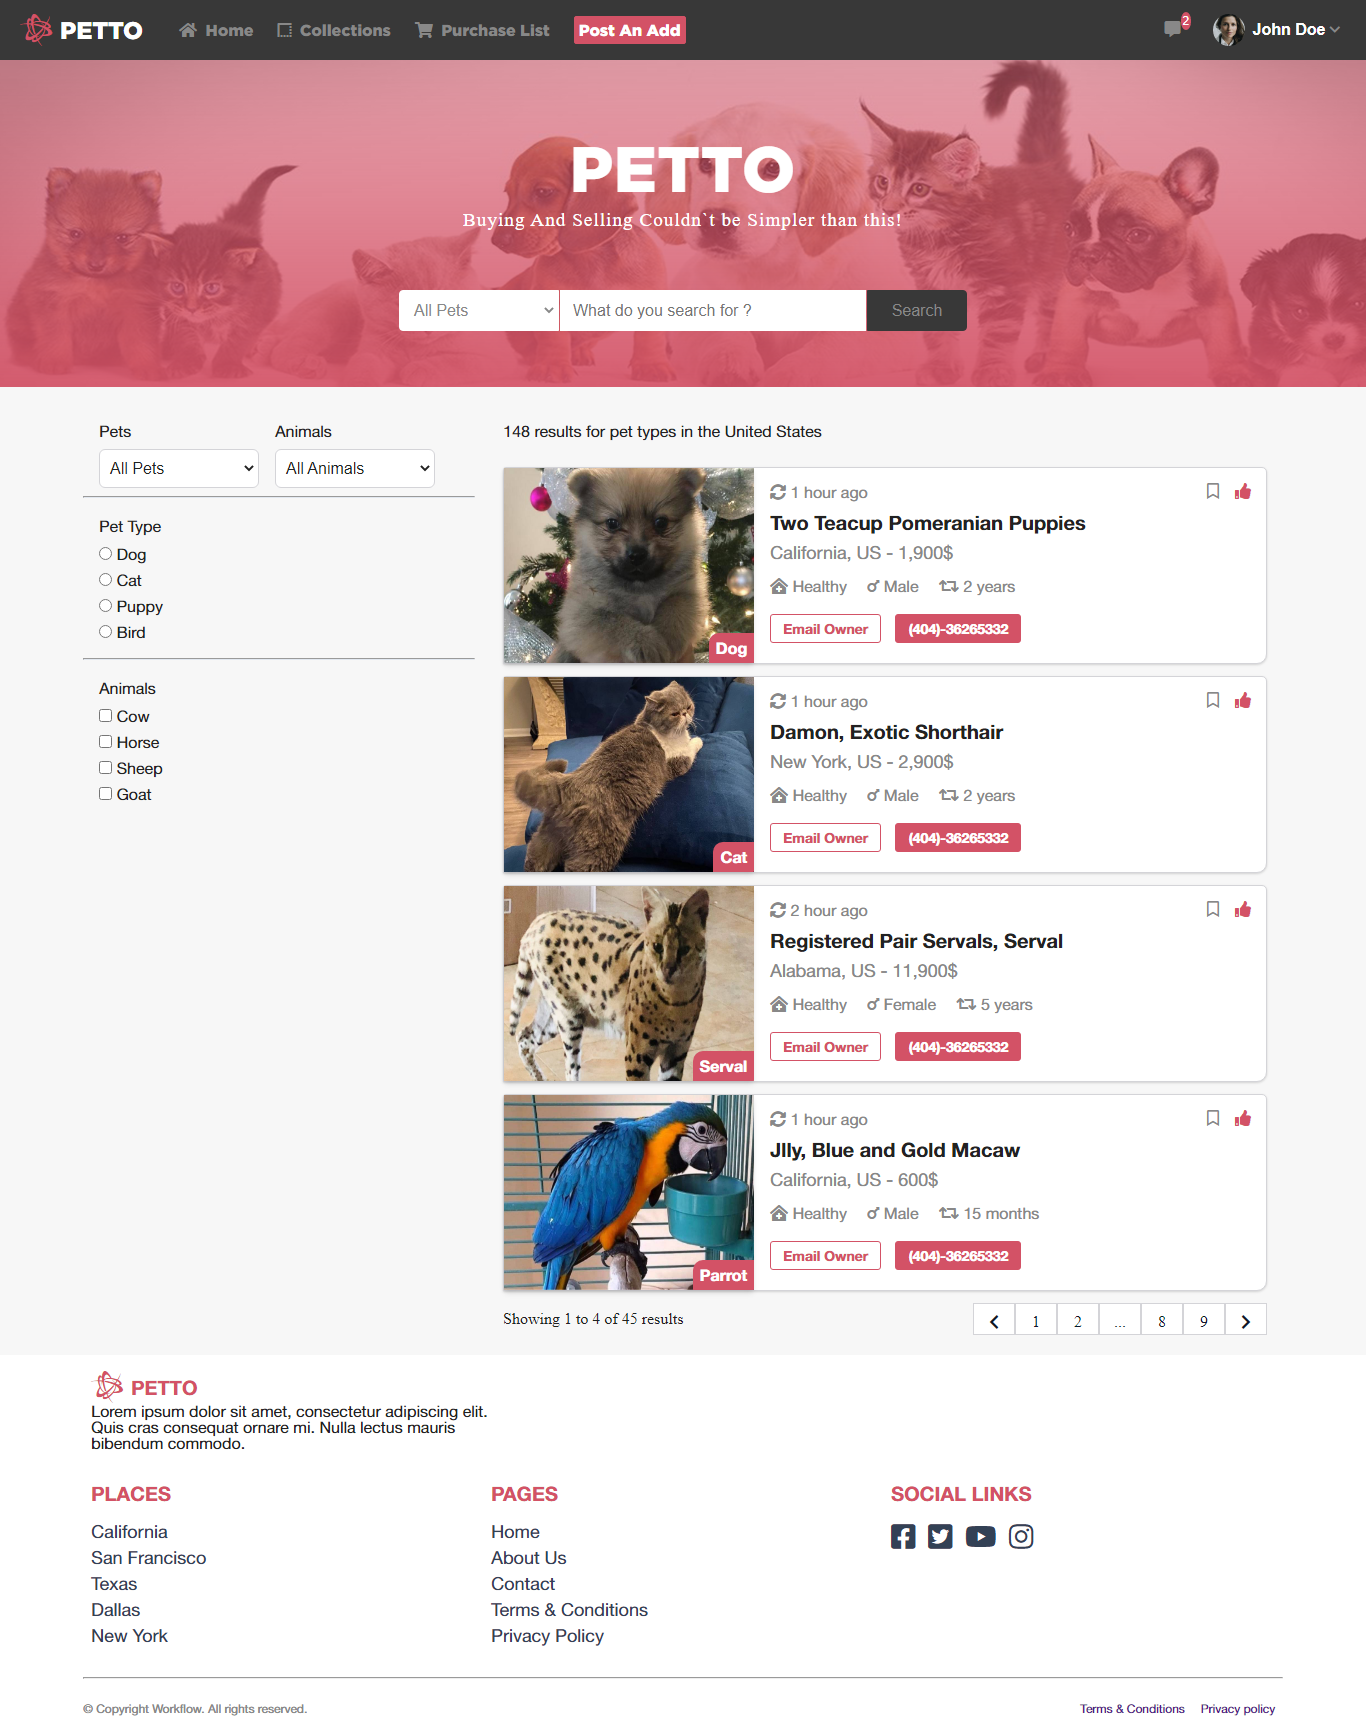 PETTO
Home
Collections
Purchase List
Post An Add
2
John Doe
PETTO
Buying And Selling Couldn`t be Simpler than this!
All Pets
What do you search for ?
Search
Pets
Animals
All Pets
All Animals
Pet Type
Dog
Cat
Puppy
Bird
Animals
Cow
Horse
Sheep
Goat
148 results for pet types in the United States
Dog
1 hour ago
Two Teacup Pomeranian Puppies
California, US - 1,900$
Healthy Male 2 years
Email Owner (404)-36265332
Cat
1 hour ago
Damon, Exotic Shorthair
New York, US - 2,900$
Healthy Male 2 years
Email Owner (404)-36265332
Serval
2 hour ago
Registered Pair Servals, Serval
Alabama, US - 11,900$
Healthy Female 5 years
Email Owner (404)-36265332
Parrot
1 hour ago
Jlly, Blue and Gold Macaw
California, US - 600$
Healthy Male 15 months
Email Owner (404)-36265332
Showing 1 to 4 of 45 results
1 2 ... 8 9
PETTO
Lorem ipsum dolor sit amet, consectetur adipiscing elit.
Quis cras consequat ornare mi. Nulla lectus mauris
bibendum commodo.
PLACES
California
San Francisco
Texas
Dallas
New York
PAGES
Home
About Us
Contact
Terms & Conditions
Privacy Policy
SOCIAL LINKS
© Copyright Workflow. All rights reserved.
Terms & Conditions Privacy policy